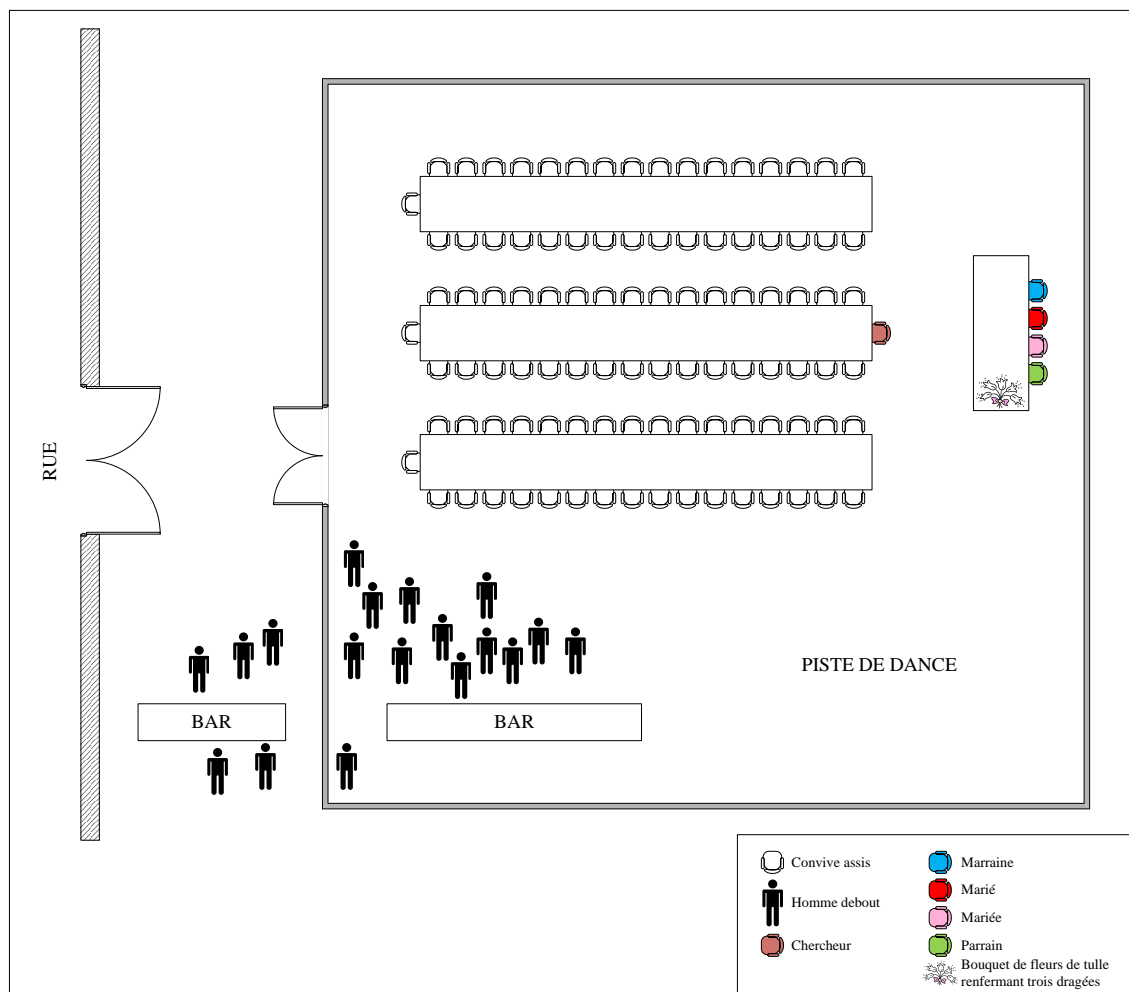 RUE
BAR
BAR
PISTE DE DANCE
Convive assis
Homme debout
Chercheur
Marraine
Marié
Mariée
Parrain
Bouquet de fleurs de tulle
renfermant trois dragées